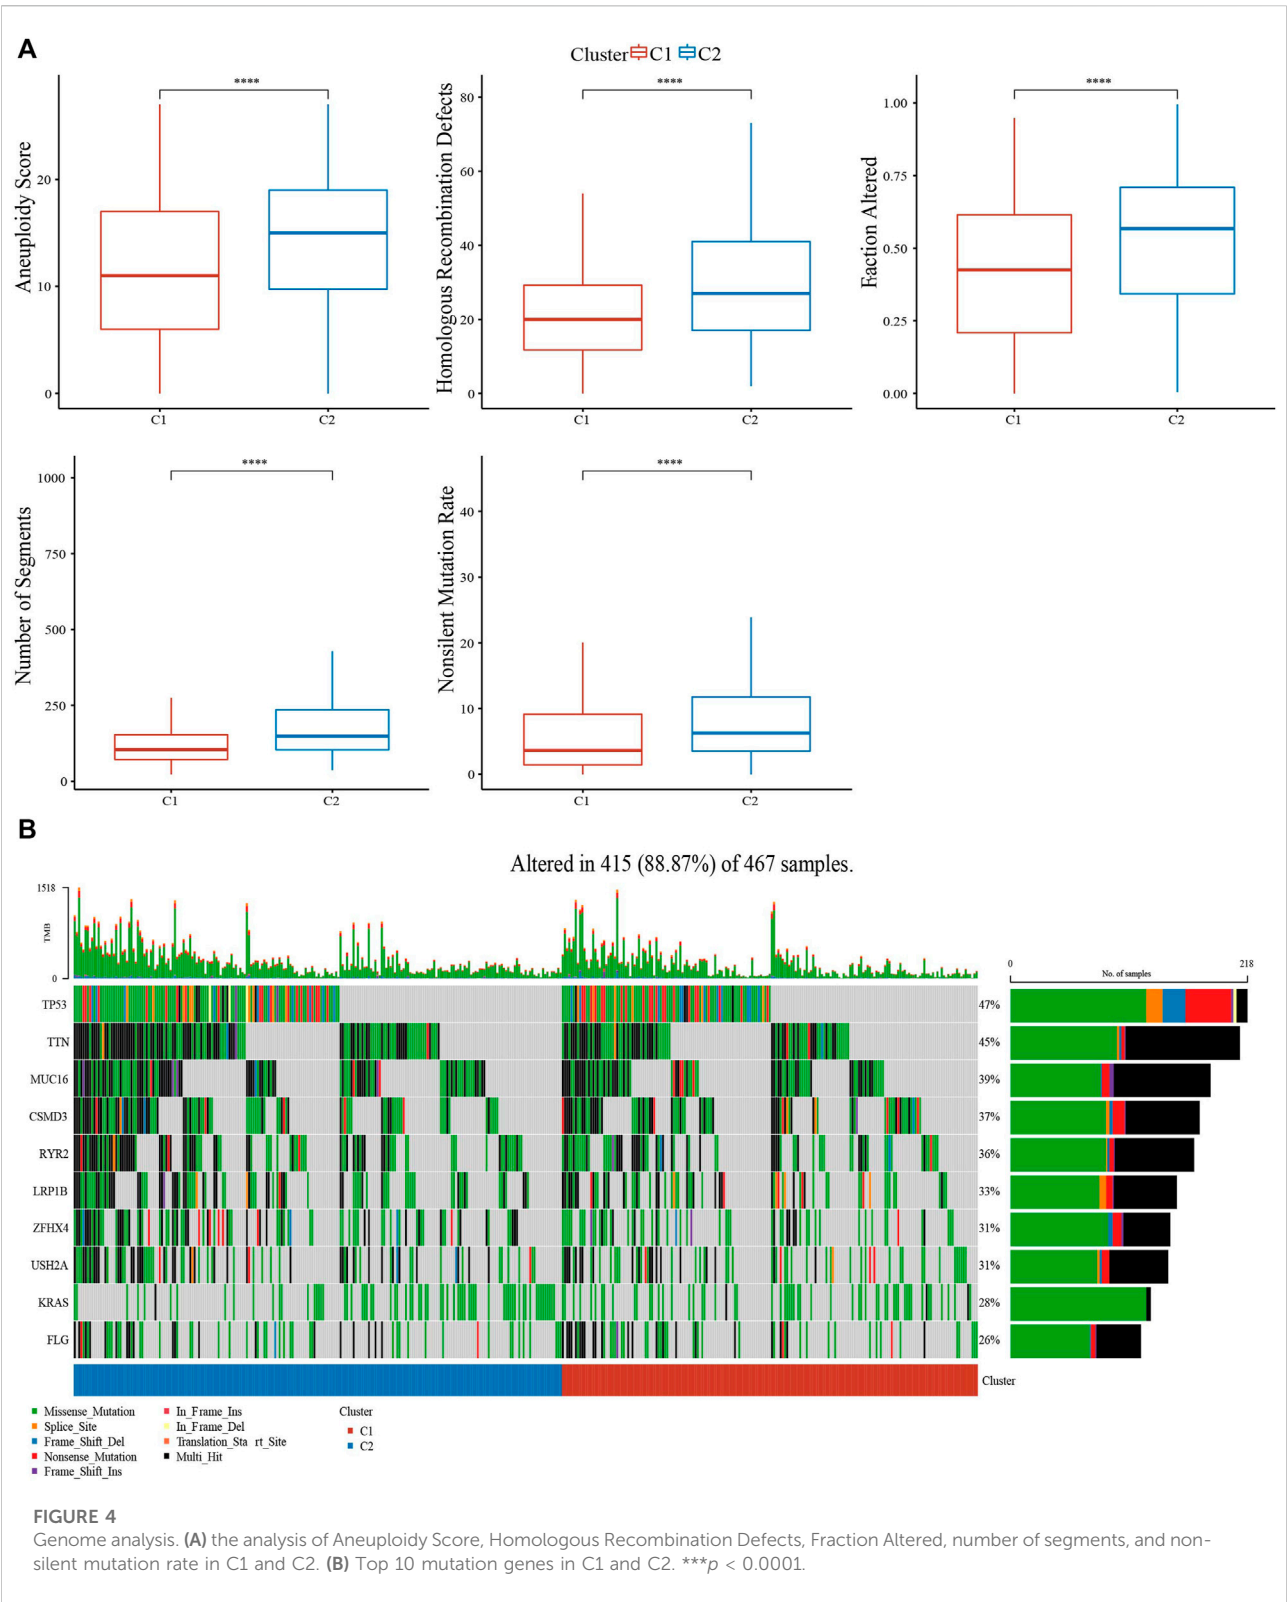 A
Cluster C1 C2
****
Aneuploidy Score
20
10
0
C1 C2
****
Homologous Recombination Defects
80
60
40
20
0
C1 C2
****
Fraction Altered
1.00
0.75
0.50
0.25
0.00
C1 C2
****
Number of Segments
1000
750
500
250
0
C1 C2
****
Nonsilent Mutation Rate
40
30
20
10
0
C1 C2
B
Altered in 415 (88.87%) of 467 samples.
1518
TMB
0
0 218
No. of samples
TP53 47%
TTN 45%
MUC16 39%
CSMD3 37%
RYR2 36%
LRP1B 33%
ZFHX4 31%
USH2A 31%
KRAS 28%
FLG 26%
Cluster
Missense_Mutation
Splice_Site
Frame_Shift_Del
Nonsense_Mutation
Frame_Shift_Ins
In_Frame_Ins
In_Frame_Del
Translation_Sta rt_Site
Multi_Hit
Cluster
C1
C2
FIGURE 4
Genome analysis. (A) the analysis of Aneuploidy Score, Homologous Recombination Defects, Fraction Altered, number of segments, and non-
silent mutation rate in C1 and C2. (B) Top 10 mutation genes in C1 and C2. ***p < 0.0001.